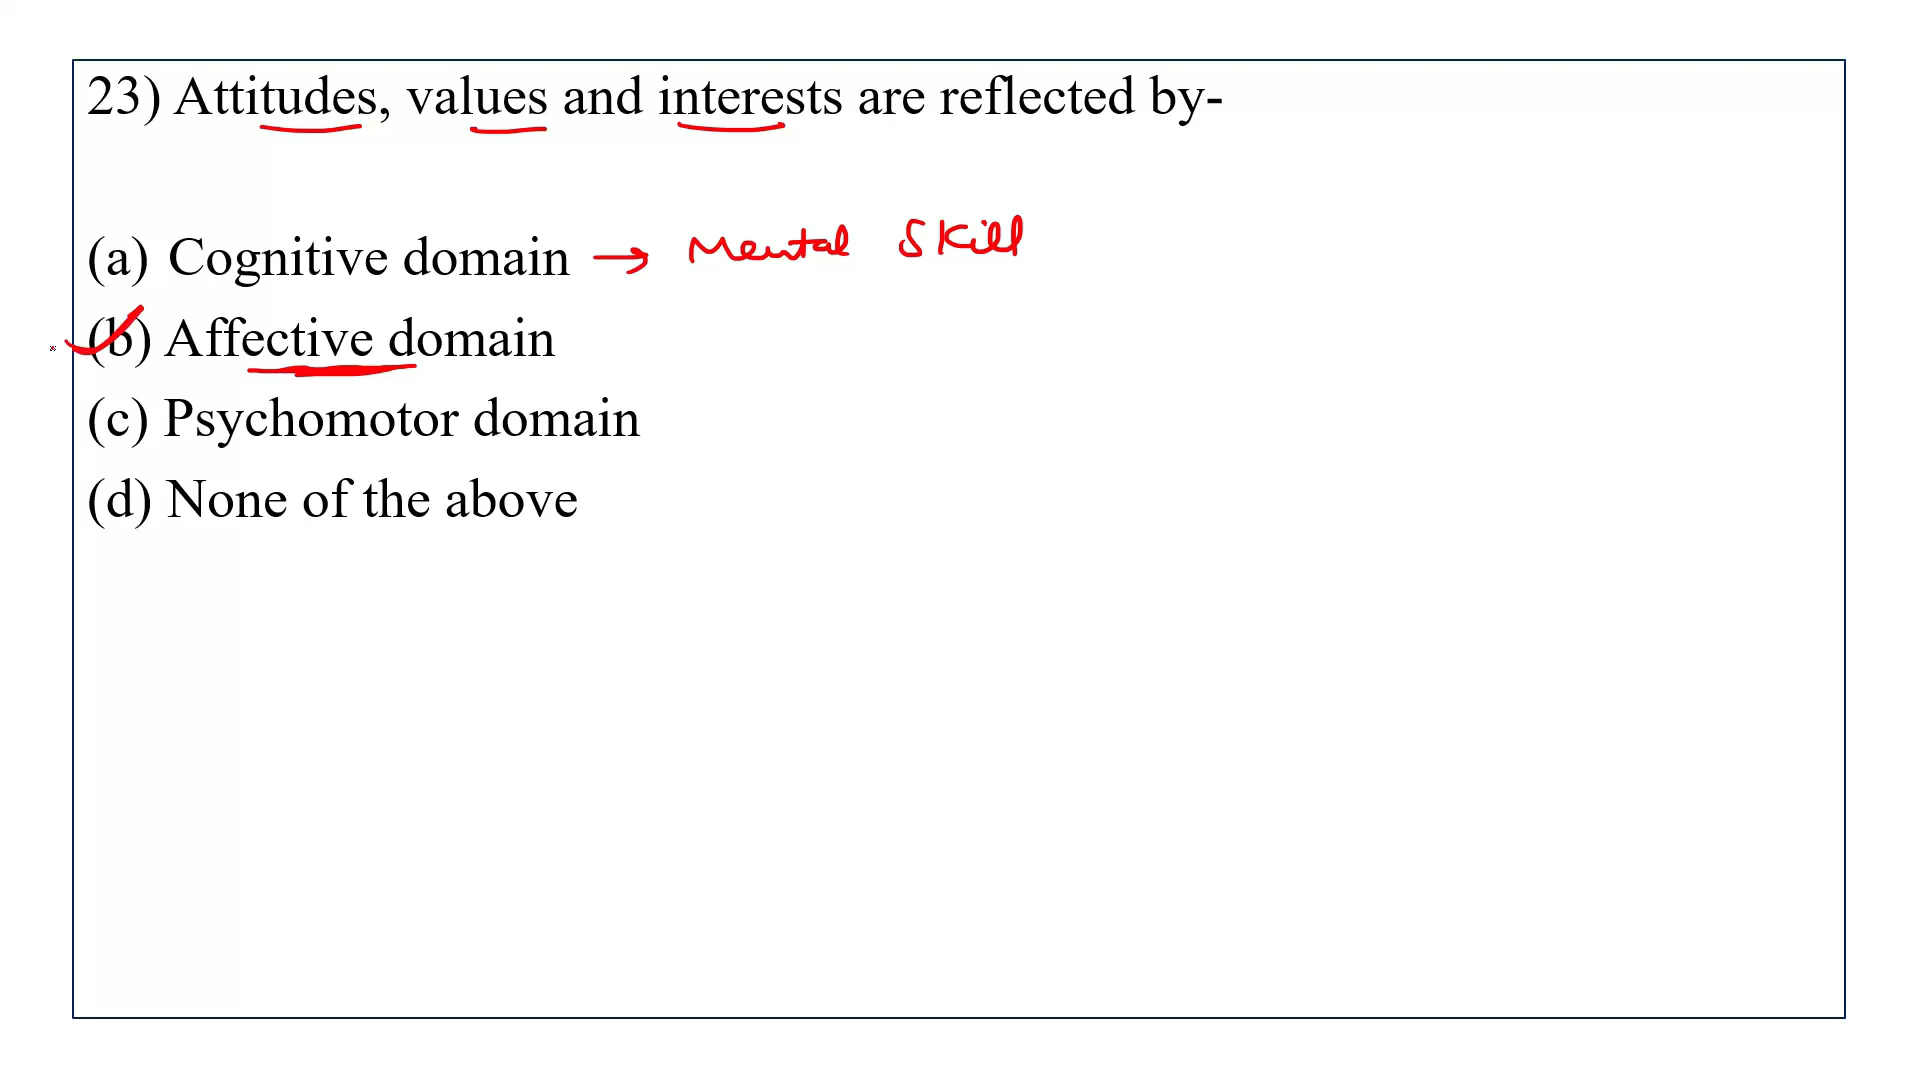 23) Attitudes, values and interests are reflected by-
(a) Cognitive domain → Mental Skill
(b) Affective domain
(c) Psychomotor domain
(d) None of the above